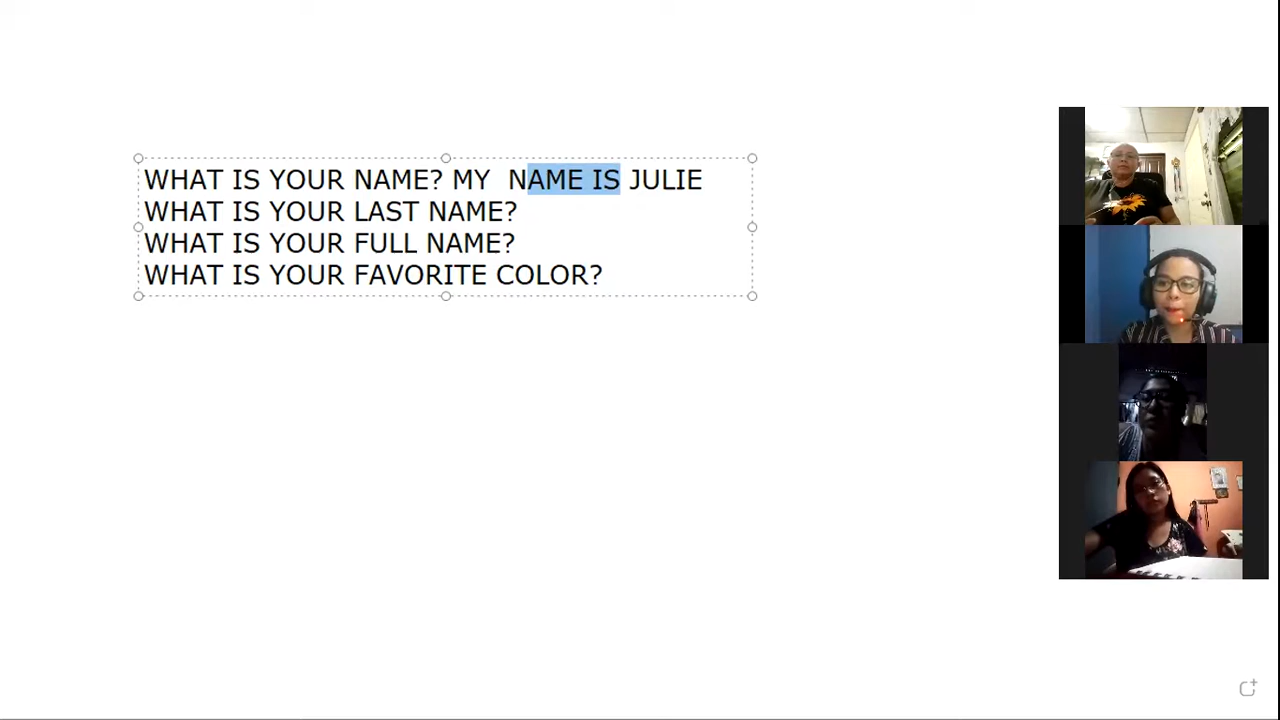 WHAT IS YOUR NAME? MY  NAME IS JULIE
WHAT IS YOUR LAST NAME?
WHAT IS YOUR FULL NAME?
WHAT IS YOUR FAVORITE COLOR?